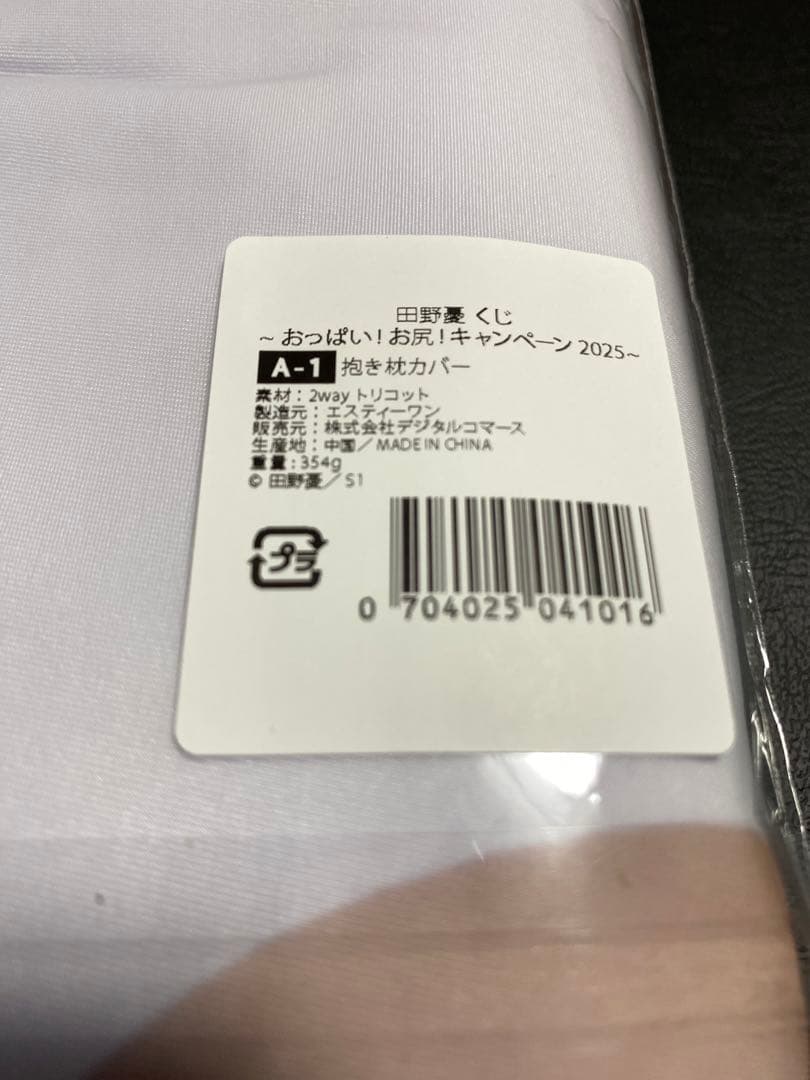 田野憂 くじ
~ おっぱい!お尻!キャンペーン 2025~
A-1 抱き枕カバー
素材:2way トリコット
製造元:エスティーワン
販売元:株式会社デジタルコマース
生産地:中国/ MADE IN CHINA
重量:354g
© 田野憂/ S1
プラ
0 704025 041016